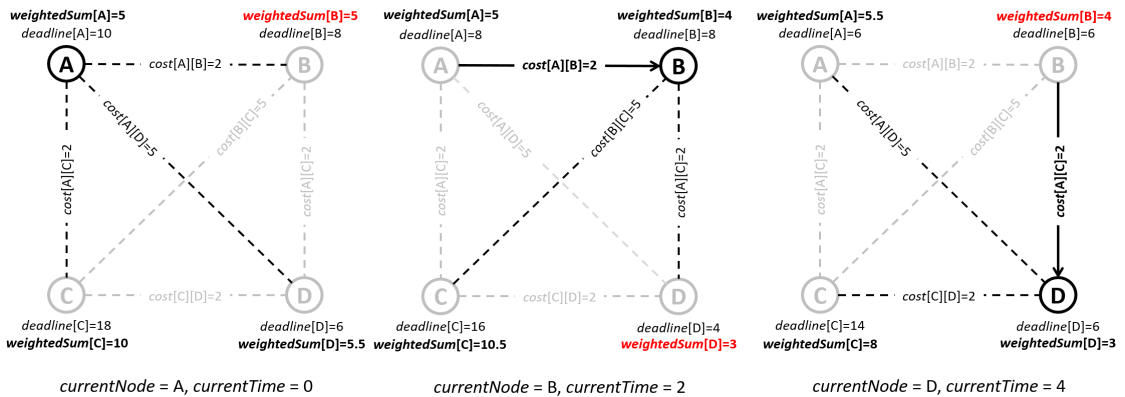 weightedSum[A]=5
deadline[A]=10
weightedSum[B]=5
deadline[B]=8
A
cost[A][B]=2
B
cost[A][D]=5
cost[B][C]=5
cost[A][C]=2
cost[A][C]=2
C
cost[C][D]=2
D
deadline[C]=18
weightedSum[C]=10
deadline[D]=6
weightedSum[D]=5.5
currentNode = A, currentTime = 0
weightedSum[A]=5
deadline[A]=8
weightedSum[B]=4
deadline[B]=8
A
cost[A][B]=2
B
cost[A][D]=5
cost[B][C]=5
cost[A][C]=2
cost[A][C]=2
C
cost[C][D]=2
D
deadline[C]=16
weightedSum[C]=10.5
deadline[D]=4
weightedSum[D]=3
currentNode = B, currentTime = 2
weightedSum[A]=5.5
deadline[A]=6
weightedSum[B]=4
deadline[B]=6
A
cost[A][B]=2
B
cost[A][D]=5
cost[B][C]=5
cost[A][C]=2
cost[A][C]=2
C
cost[C][D]=2
D
deadline[C]=14
weightedSum[C]=8
deadline[D]=6
weightedSum[D]=3
currentNode = D, currentTime = 4